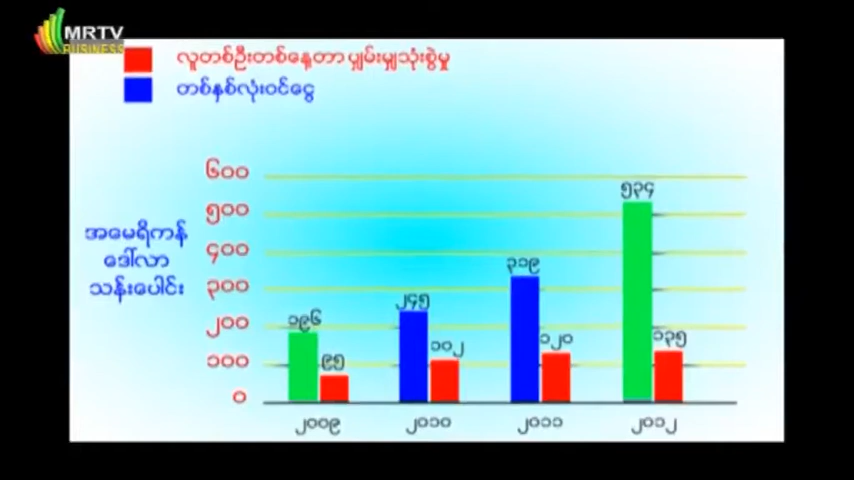 MRTV
BUSINESS
လူတစ်ဦးတစ်နေ့တာ ပျှမ်းမျှသုံးစွဲမှု
တစ်နှစ်လုံးဝင်ငွေ
အမေရိကန်
ဒေါ်လာ
သန်းပေါင်း
၆၀၀
၅၀၀
၄၀၀
၃၀၀
၂၀၀
၁၀၀
၀
၁၉၆
၉၅
၂၄၅
၁၀၂
၃၁၉
၁၂၀
၅၃၄
၁၃၅
၂၀၀၉
၂၀၁၀
၂၀၁၁
၂၀၁၂